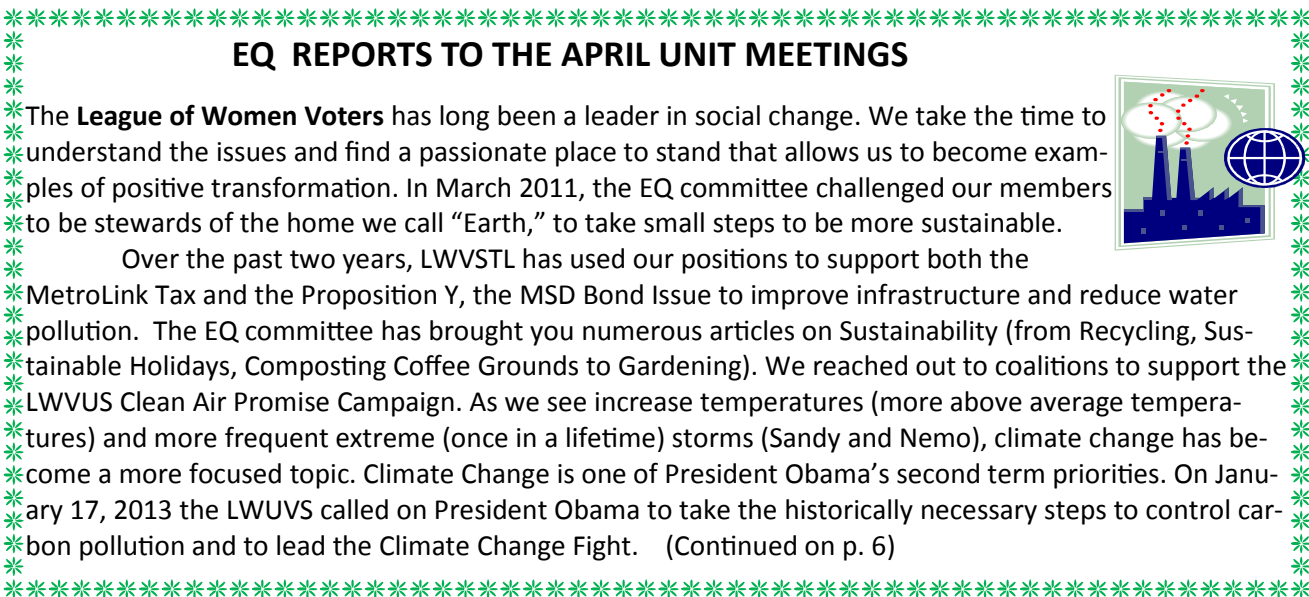 EQ REPORTS TO THE APRIL UNIT MEETINGS
The League of Women Voters has long been a leader in social change. We take the time to
understand the issues and find a passionate place to stand that allows us to become exam-
ples of positive transformation. In March 2011, the EQ committee challenged our members
to be stewards of the home we call “Earth,” to take small steps to be more sustainable.
Over the past two years, LWVSTL has used our positions to support both the
MetroLink Tax and the Proposition Y, the MSD Bond Issue to improve infrastructure and reduce water
pollution.  The EQ committee has brought you numerous articles on Sustainability (from Recycling, Sus-
tainable Holidays, Composting Coffee Grounds to Gardening). We reached out to coalitions to support the
LWVUS Clean Air Promise Campaign. As we see increase temperatures (more above average tempera-
tures) and more frequent extreme (once in a lifetime) storms (Sandy and Nemo), climate change has be-
come a more focused topic. Climate Change is one of President Obama’s second term priorities. On Janu-
ary 17, 2013 the LWUVS called on President Obama to take the historically necessary steps to control car-
bon pollution and to lead the Climate Change Fight.    (Continued on p. 6)